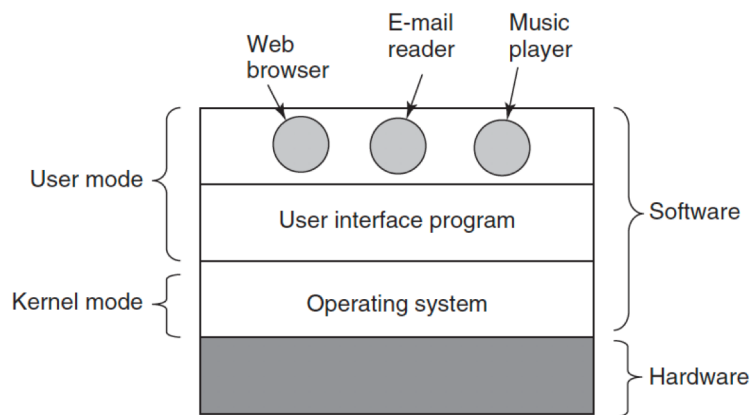 Web
browser
E-mail
reader
Music
player
User mode
User interface program
Software
Kernel mode
Operating system
Hardware